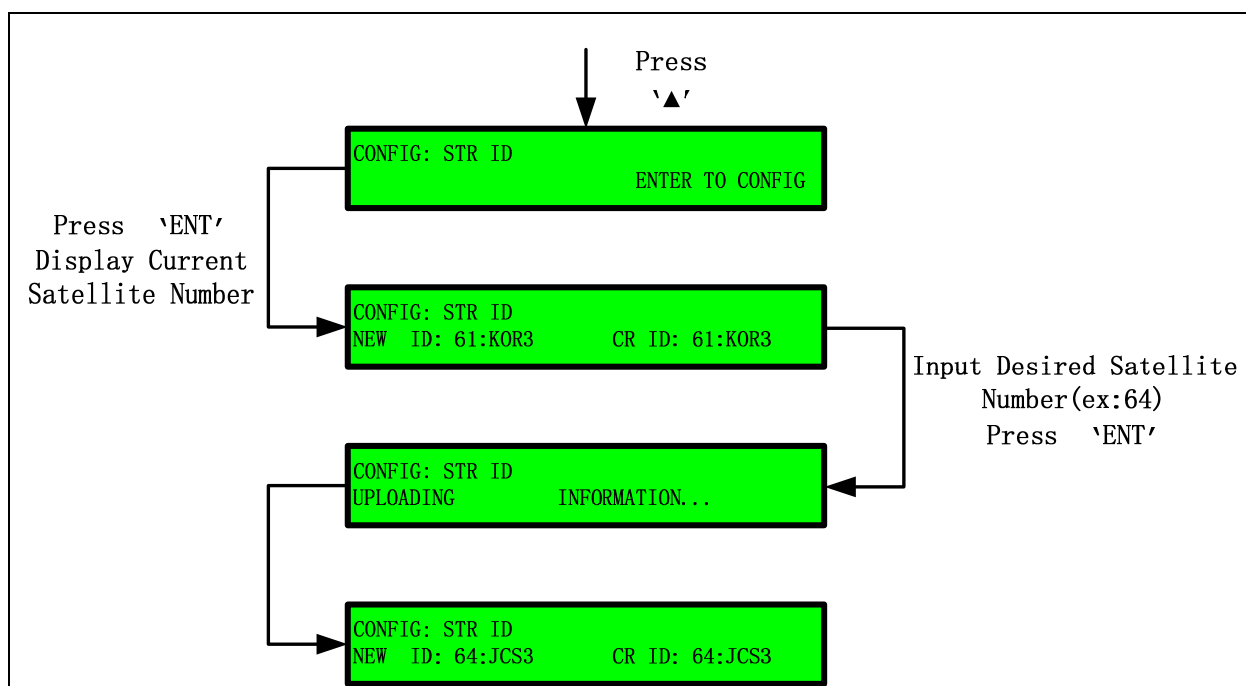 Press
‵▲′
CONFIG: STR ID
ENTER TO CONFIG
Press ‵ENT′
Display Current
Satellite Number
CONFIG: STR ID
NEW ID: 61:KOR3 CR ID: 61:KOR3
Input Desired Satellite
Number(ex:64)
Press ‵ENT′
CONFIG: STR ID
UPLOADING INFORMATION...
CONFIG: STR ID
NEW ID: 64:JCS3 CR ID: 64:JCS3